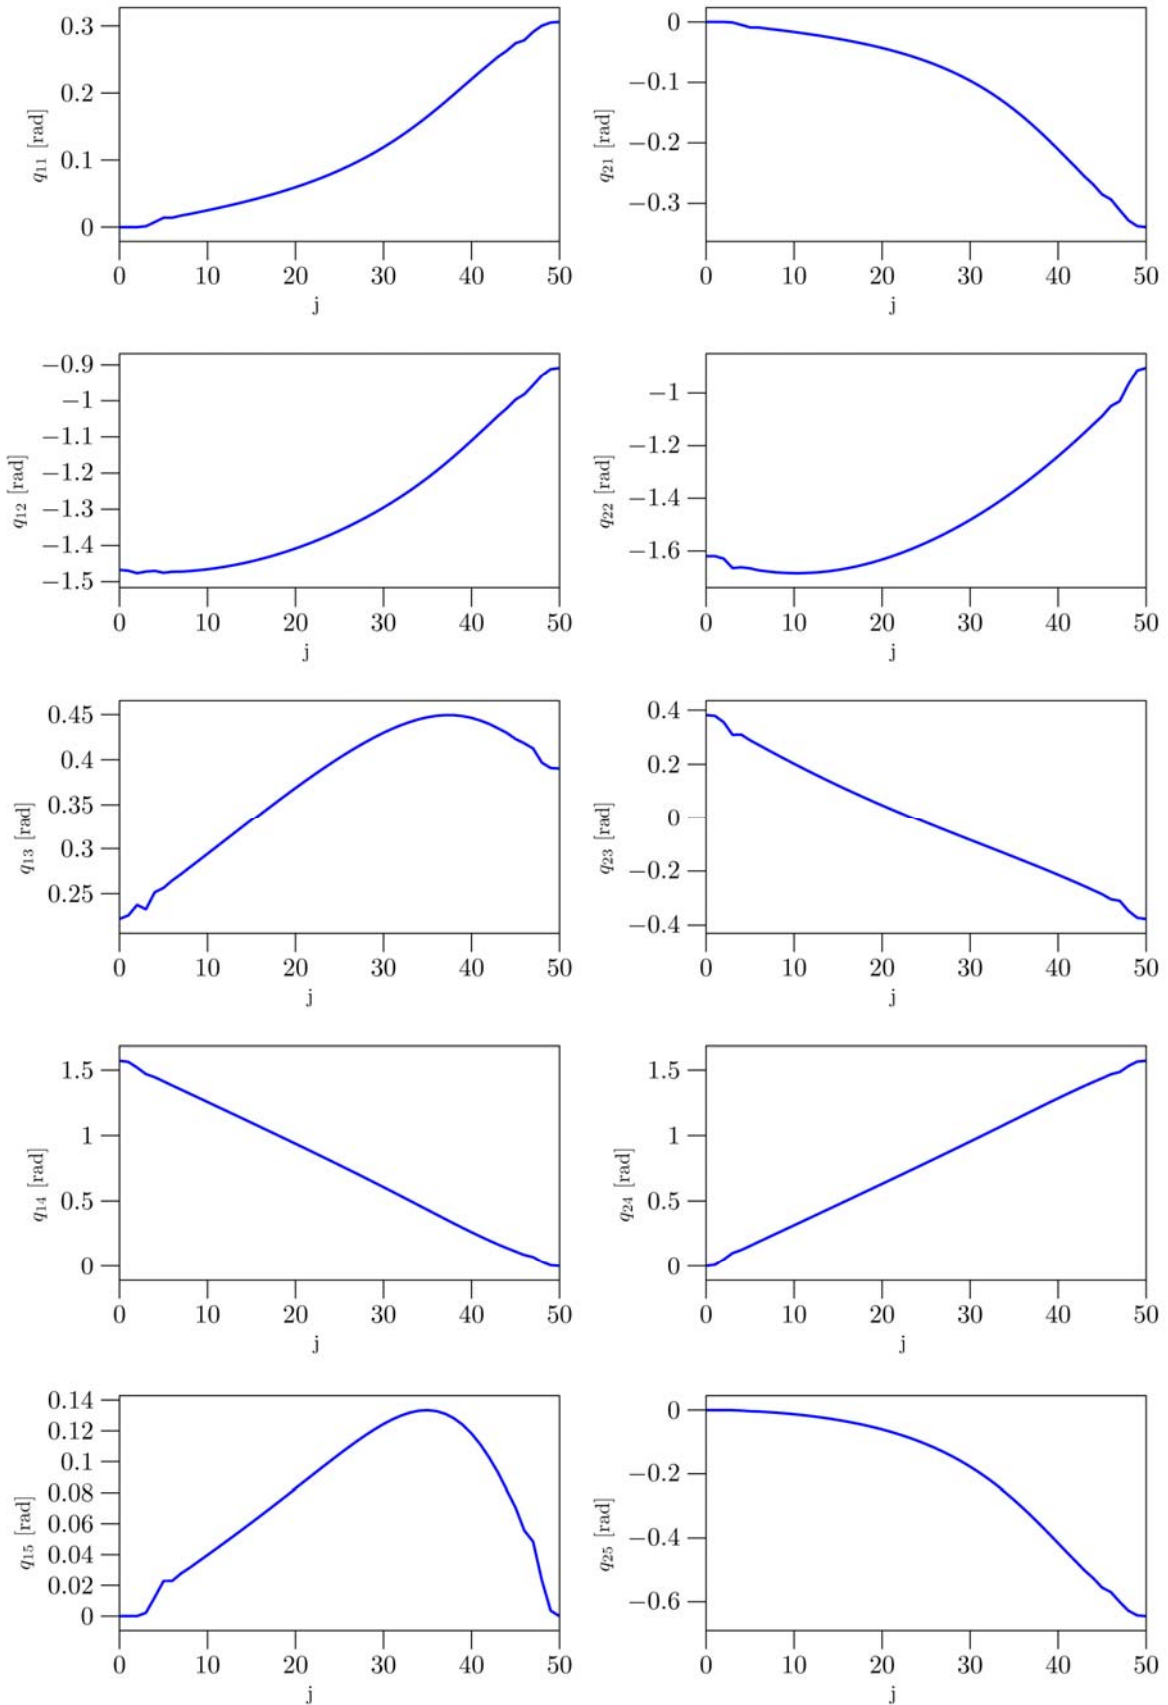 0.3
0.2
0.1
0
q₁₁ [rad]
0 10 20 30 40 50
j
0
−0.1
−0.2
−0.3
q₂₁ [rad]
0 10 20 30 40 50
j
−0.9
−1
−1.1
−1.2
−1.3
−1.4
−1.5
q₁₂ [rad]
0 10 20 30 40 50
j
−1
−1.2
−1.4
−1.6
q₂₂ [rad]
0 10 20 30 40 50
j
0.45
0.4
0.35
0.3
0.25
q₁₃ [rad]
0 10 20 30 40 50
j
0.4
0.2
0
−0.2
−0.4
q₂₃ [rad]
0 10 20 30 40 50
j
1.5
1
0.5
0
q₁₄ [rad]
0 10 20 30 40 50
j
1.5
1
0.5
0
q₂₄ [rad]
0 10 20 30 40 50
j
0.14
0.12
0.1
0.08
0.06
0.04
0.02
0
q₁₅ [rad]
0 10 20 30 40 50
j
0
−0.2
−0.4
−0.6
q₂₅ [rad]
0 10 20 30 40 50
j